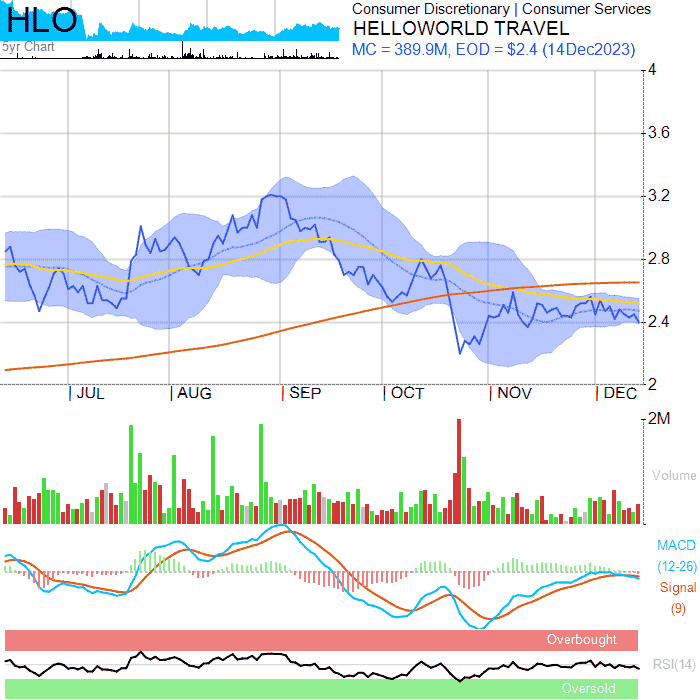 HLO
5yr Chart
Consumer Discretionary | Consumer Services
HELLOWORLD TRAVEL
MC = 389.9M, EOD = $2.4 (14Dec2023)
4
3.6
3.2
2.8
2.4
2
JUL AUG SEP OCT NOV DEC
2M
Volume
MACD
(12-26)
Signal
(9)
Overbought
RSI(14)
Oversold